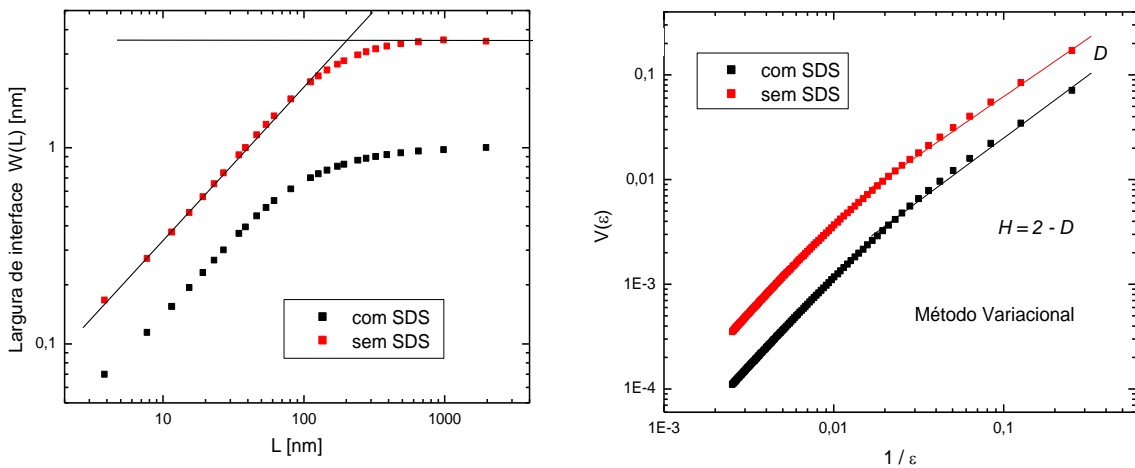 Largura de interface W(L) [nm]
1
0,1
10
100
1000
L [nm]
com SDS
sem SDS
V(ε)
0,1
0,01
1E-3
1E-4
1E-3
0,01
0,1
1 / ε
com SDS
sem SDS
D
H = 2 - D
Método Variacional